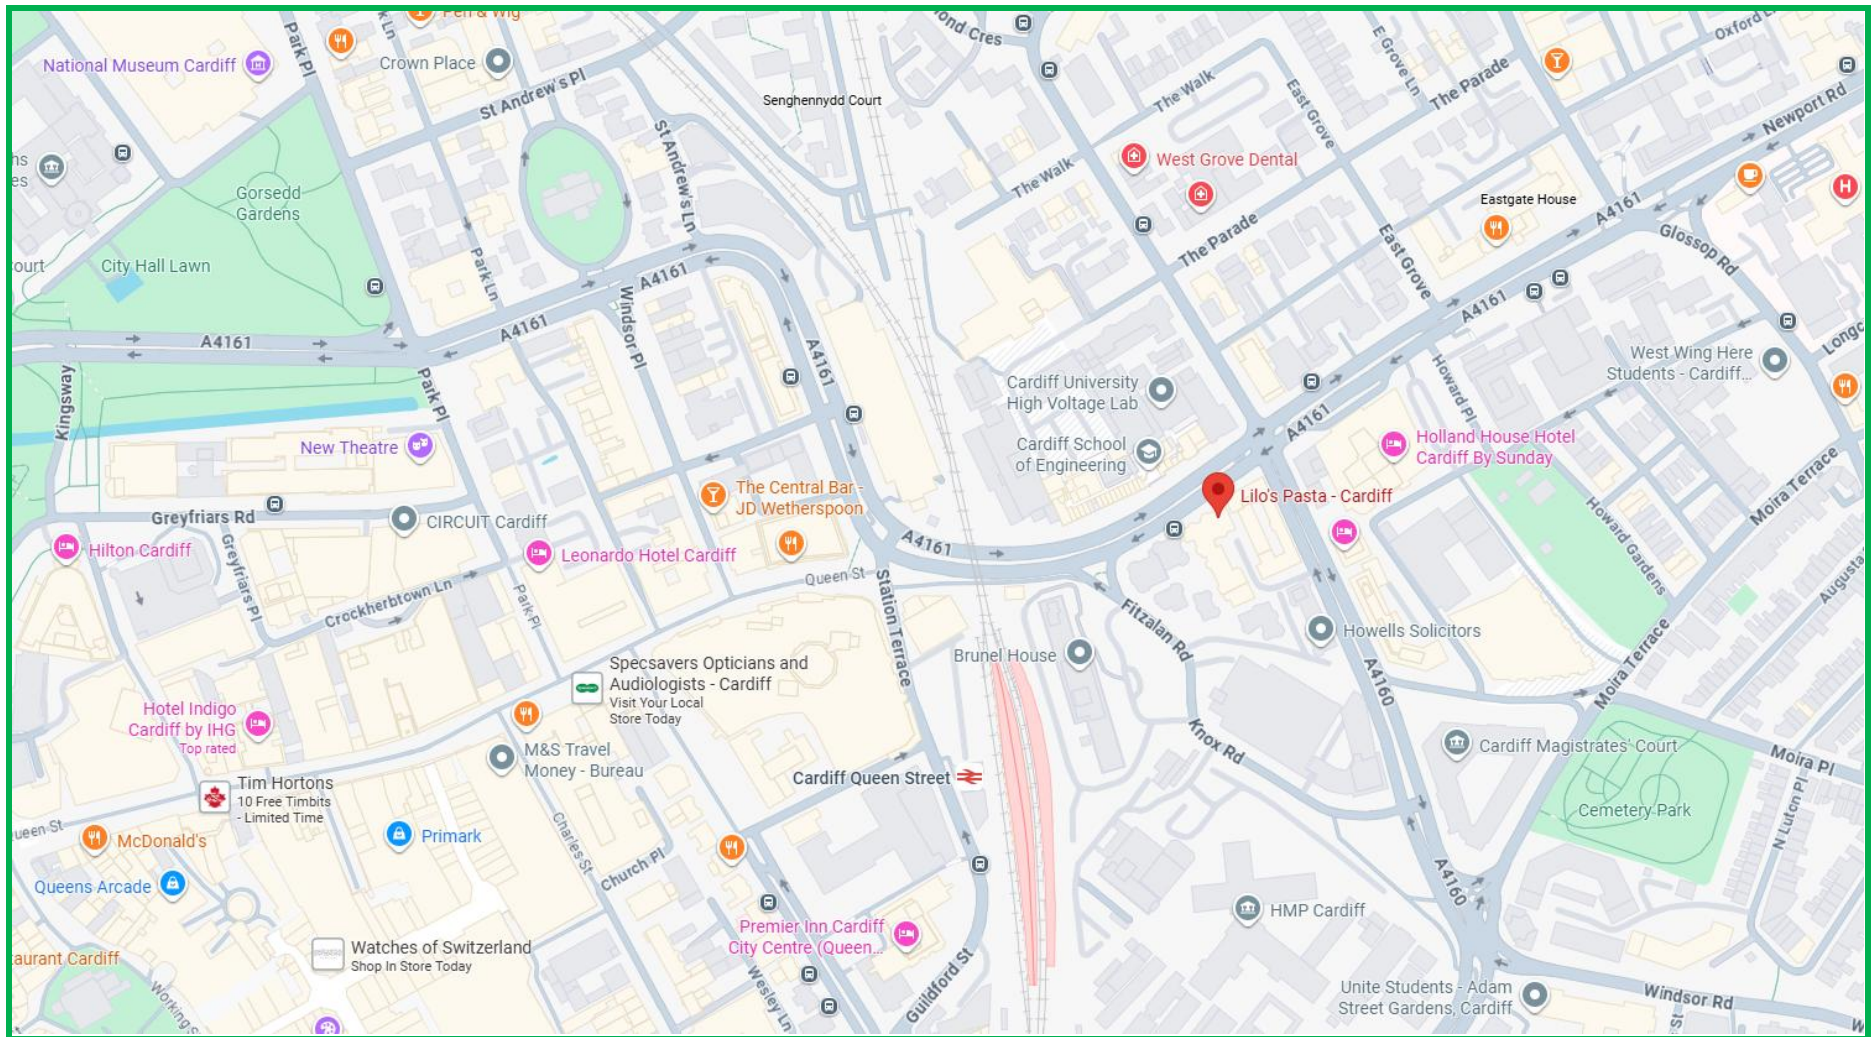 Pen & Wig
National Museum Cardiff
Park Pl
Crown Place
St Andrew's Pl
Senghennydd Court
The Walk
East Grove
E Grove Ln
The Parade
Newport Rd
St Andrew's Ln
West Grove Dental
The Walk
Gorsedd
Gardens
Eastgate House
A4161
City Hall Lawn
Park Ln
A4161
The Parade
East Grove
Glossop Rd
Windsor Pl
A4161
A4161
A4161
A4161
Kingsway
Park Pl
Howard Pl
West Wing Here
Students - Cardiff...
Cardiff University
High Voltage Lab
A4161
New Theatre
Cardiff School
of Engineering
Holland House Hotel
Cardiff By Sunday
Moira Terrace
The Central Bar -
JD Wetherspoon
Lilo's Pasta - Cardiff
Greyfriars Rd
CIRCUIT Cardiff
Howard Gardens
Hilton Cardiff
Greyfriars Pl
Leonardo Hotel Cardiff
A4161
Queen St
Station Terrace
Crockherbtown Ln
Park Pl
Fitzalan Rd
Howells Solicitors
Augusta
Brunel House
Specsavers Opticians and
Audiologists - Cardiff
Visit Your Local
Store Today
A4160
Moira Terrace
Hotel Indigo
Cardiff by IHG
Top rated
M&S Travel
Money - Bureau
Knox Rd
Cardiff Magistrates' Court
Moira Pl
Cardiff Queen Street
Tim Hortons
10 Free Timbits
- Limited Time
Cemetery Park
N Luton Pl
McDonald's
Primark
Charles St
Church Pl
Queens Arcade
A4160
HMP Cardiff
Premier Inn Cardiff
City Centre (Queen...
Watches of Switzerland
Shop In Store Today
Wesley Ln
Guildford St
Unite Students - Adam
Street Gardens, Cardiff
Windsor Rd